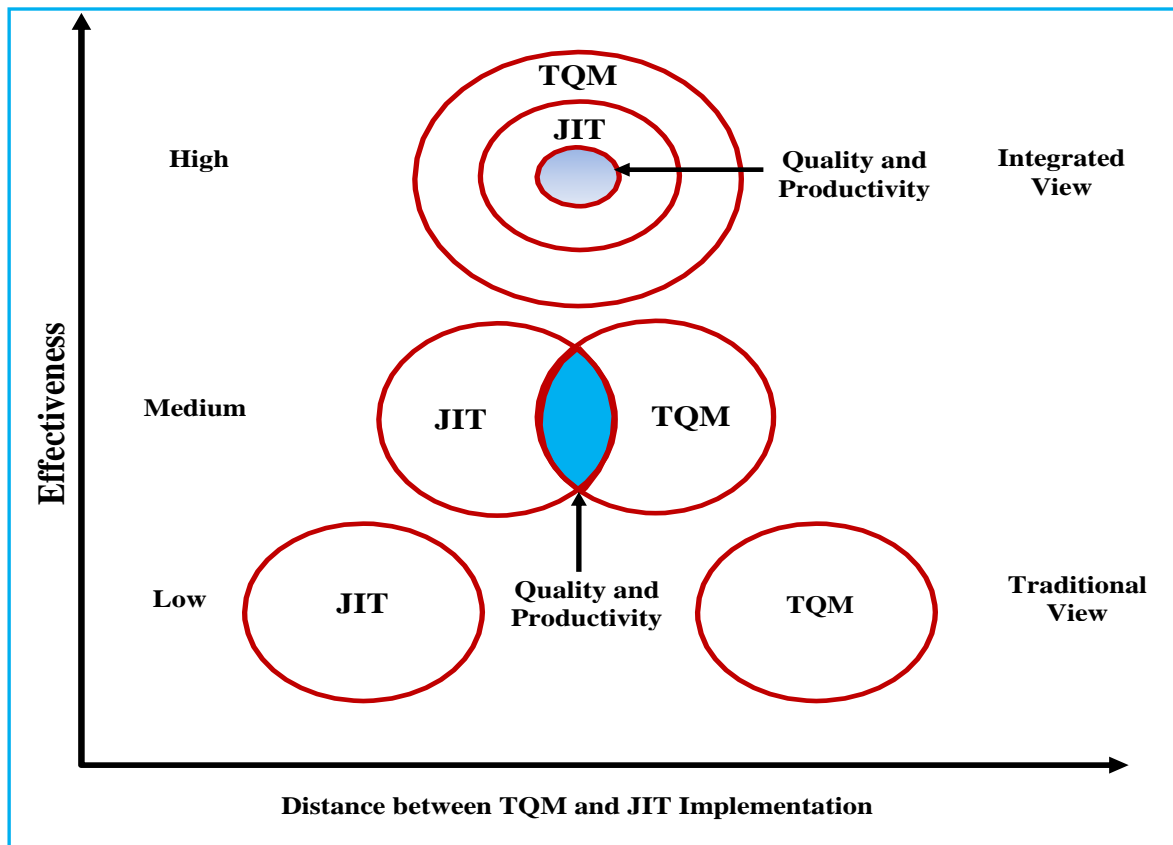 TQM
JIT
High
Quality and
Productivity
Integrated
View
Effectiveness
Medium
JIT
TQM
Low
JIT
Quality and
Productivity
TQM
Traditional
View
Distance between TQM and JIT Implementation